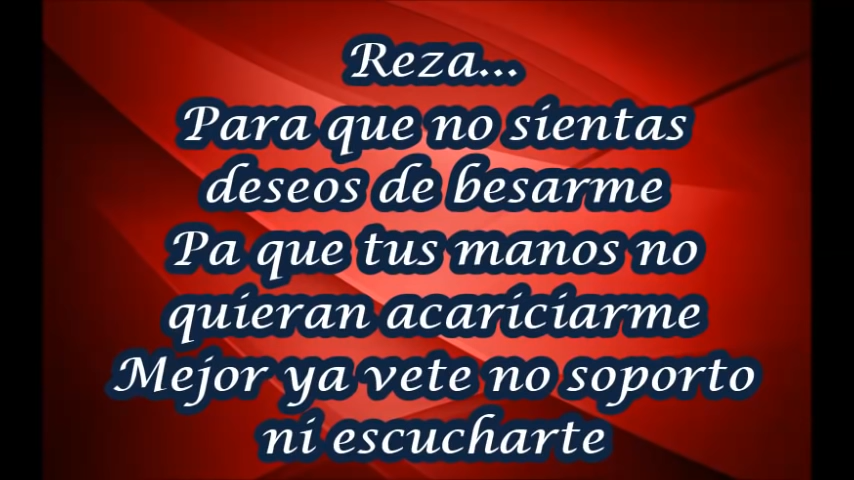 Reza...
Para que no sientas
deseos de besarme
Pa que tus manos no
quieran acariciarme
Mejor ya vete no soporto
ni escucharte